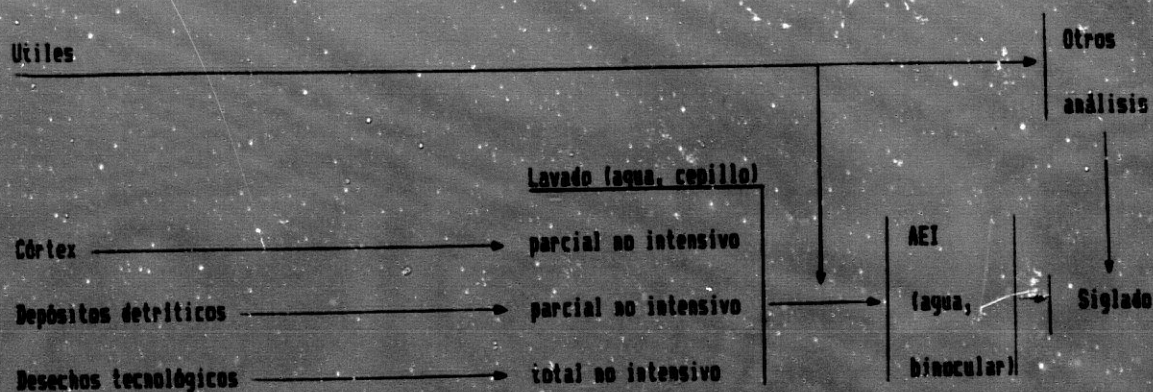 Utiles
Otros
análisis
Lavado (agua, cepillo)
Córtex
parcial no intensivo
AEI
Depósitos detríticos
parcial no intensivo
(agua,
Siglado
Desechos tecnológicos
total no intensivo
binocular)